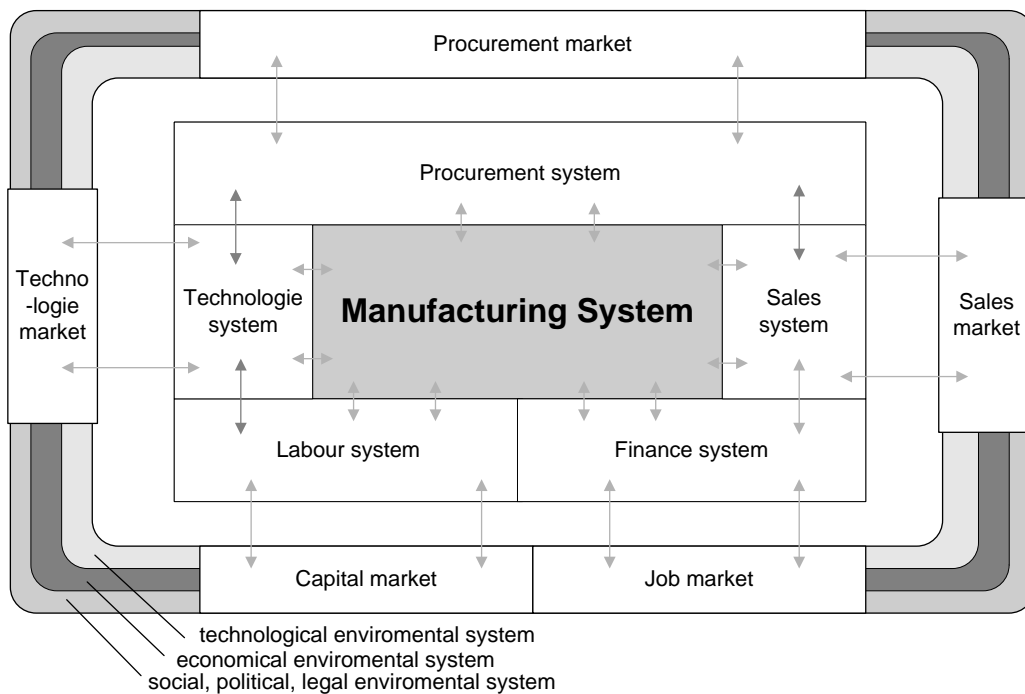 Procurement market
Procurement system
Techno
-logie
market
Technologie
system
Manufacturing System
Sales
system
Sales
market
Labour system
Finance system
Capital market
Job market
technological enviromental system
economical enviromental system
social, political, legal enviromental system